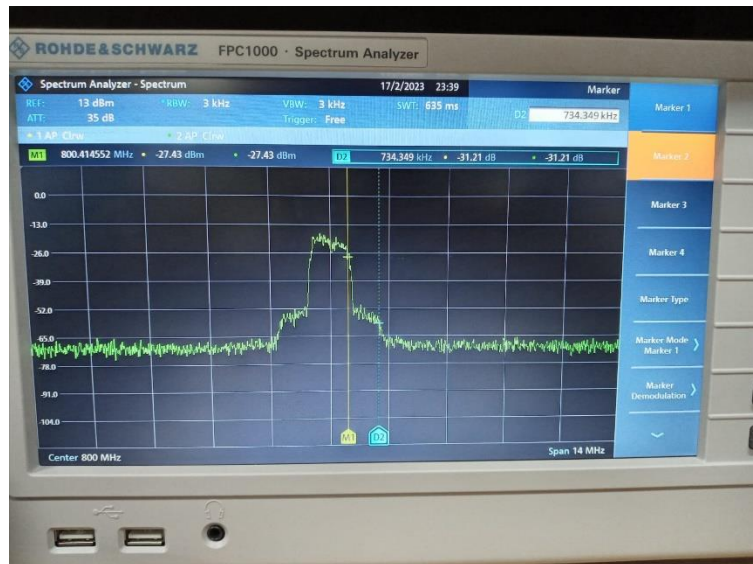 ROHDE&SCHWARZ FPC1000 · Spectrum Analyzer
Spectrum Analyzer - Spectrum 17/2/2023 23:39 Marker
REF: 13 dBm *RBW: 3 kHz VBW: 3 kHz SWT: 635 ms
ATT: 35 dB Trigger: Free D2 734.349 kHz
1 AP Clrw 2 AP Clrw
M1 800.414552 MHz -27.43 dBm -27.43 dBm D2 734.349 kHz -31.21 dB -31.21 dB
0.0
-13.0
-26.0
-39.0
-52.0
-65.0
-78.0
-91.0
-104.0
M1 D2
Center 800 MHz Span 14 MHz
Marker 1
Marker 2
Marker 3
Marker 4
Marker Type
Marker Mode
Marker 1
Marker
Demodulation